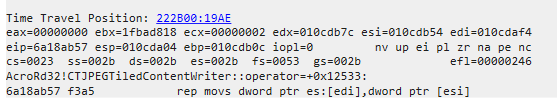 Time Travel Position: 222B00:19AE
eax=00000000 ebx=1fbad818 ecx=00000002 edx=010cdb7c esi=010cdb54 edi=010cdaf4
eip=6a18ab57 esp=010cda04 ebp=010cdb0c iopl=0 nv up ei pl zr na pe nc
cs=0023 ss=002b ds=002b es=002b fs=0053 gs=002b efl=00000246
AcroRd32!CTJPEGTiledContentWriter::operator=+0x12533:
6a18ab57 f3a5 rep movs dword ptr es:[edi],dword ptr [esi]